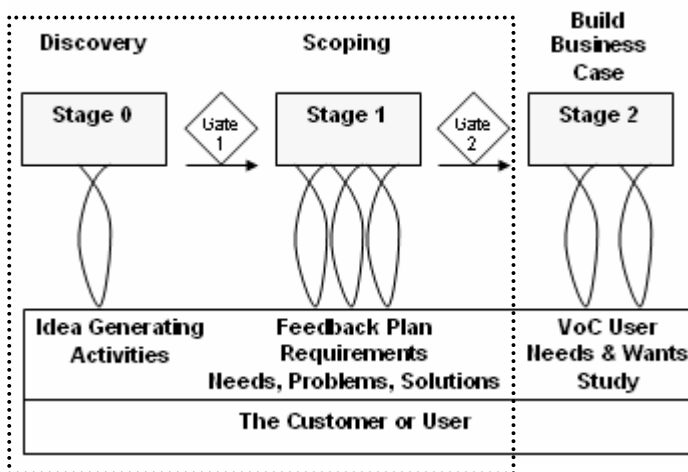 Discovery
Scoping
Build
Business
Case
Stage 0
Gate
1
Stage 1
Gate
2
Stage 2
Idea Generating
Activities
Feedback Plan
Requirements
Needs, Problems, Solutions
VoC User
Needs & Wants
Study
The Customer or User